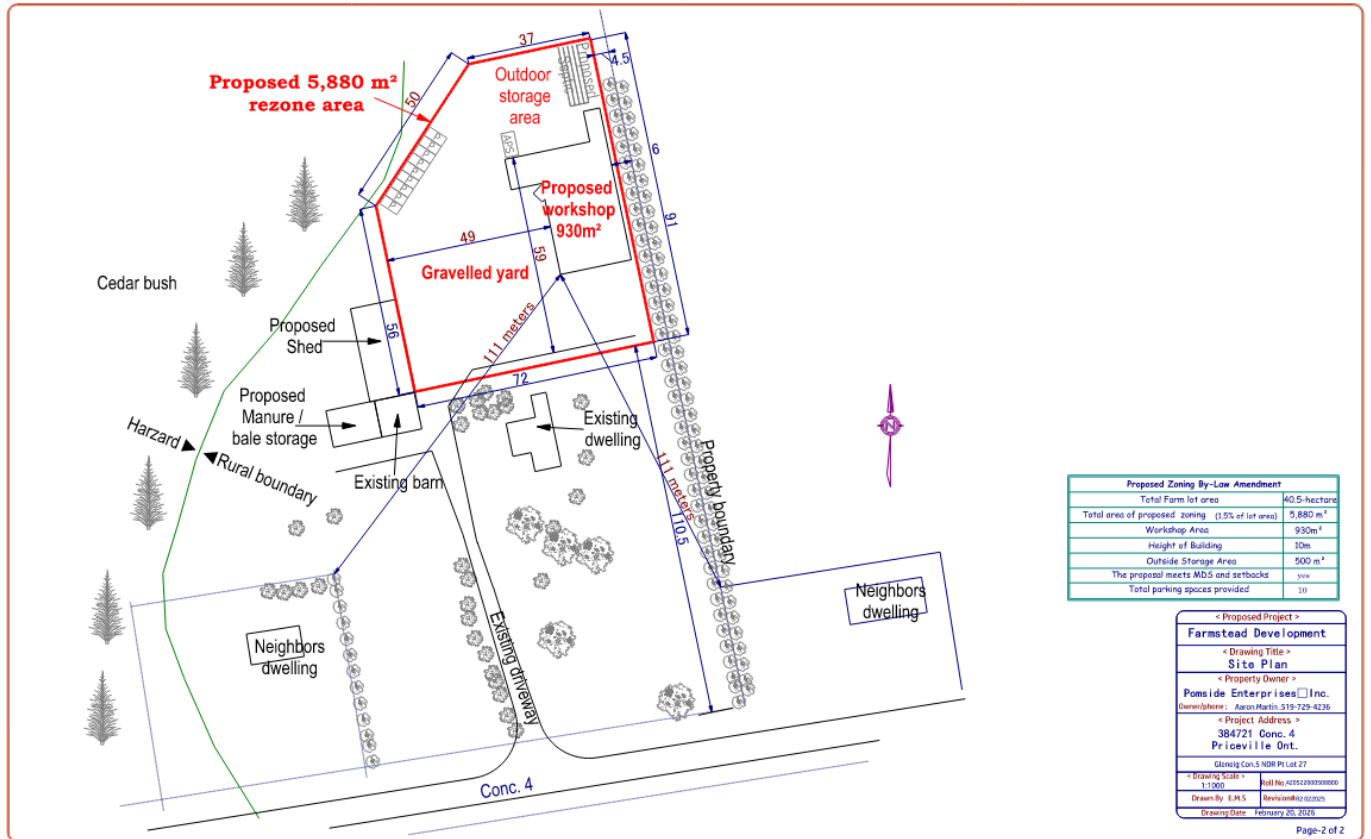 37
4.5
Proposed 5,880 m²
rezone area
50
Outdoor
storage
area
Proposed
Septic
APS
6
Proposed
workshop
930m²
91
49
59
Gravelled yard
Cedar bush
Proposed
Shed
56
111 meters
72
Proposed
Manure /
bale storage
Existing
dwelling
Harzard
Rural boundary
Existing barn
Property boundary
111 meters
110.5
Existing driveway
Neighbors
dwelling
Neighbors
dwelling
Conc. 4
N
Proposed Zoning By-Law Amendment
Total Farm lot area 40.5-hectare
Total area of proposed zoning (1.5% of lot area) 5,880 m²
Workshop Area 930m²
Height of Building 10m
Outside Storage Area 500 m²
The proposal meets MDS and setbacks yes
Total parking spaces provided 10
< Proposed Project >
Farmstead Development
< Drawing Title >
Site Plan
< Property Owner >
Pomside Enterprises□Inc.
Owner/phone: Aaron Martin .519-729-4236
< Project Address >
384721 Conc. 4
Priceville Ont.
Glenelg Con.5 NDR Pt Lot 27
< Drawing Scale >
1:1000
Roll No.
Drawn By E.M.S Revision#
Drawing Date February 20, 2026
Page-2 of 2